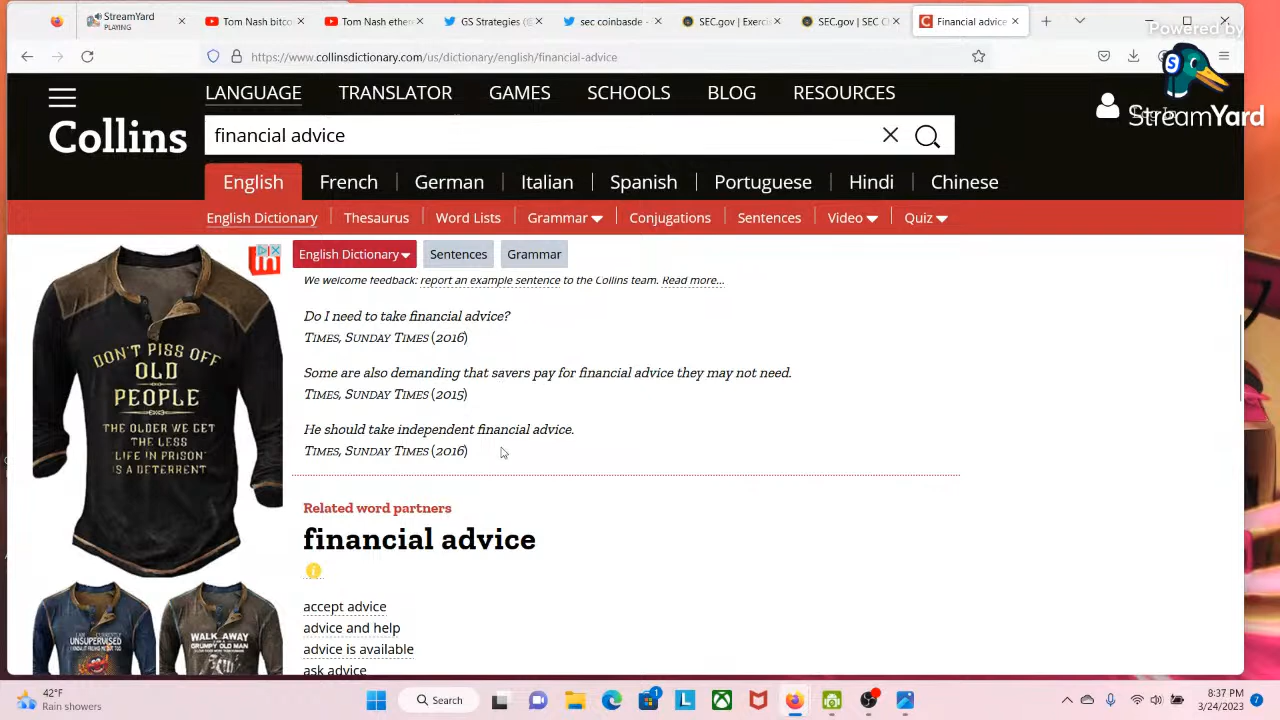 StreamYard
PLAYING
Tom Nash bitco
Tom Nash ether
GS Strategies (@
sec coinbasde -
SEC.gov | Exerci
SEC.gov | SEC C
Financial advice
Powered by
https://www.collinsdictionary.com/us/dictionary/english/financial-advice
StreamYard
LANGUAGE
TRANSLATOR
GAMES
SCHOOLS
BLOG
RESOURCES
Collins
financial advice
Log In
English
French
German
Italian
Spanish
Portuguese
Hindi
Chinese
English Dictionary
Thesaurus
Word Lists
Grammar
Conjugations
Sentences
Video
Quiz
English Dictionary
Sentences
Grammar
We welcome feedback: report an example sentence to the Collins team. Read more...
Do I need to take financial advice?
TIMES, SUNDAY TIMES (2016)
Some are also demanding that savers pay for financial advice they may not need.
TIMES, SUNDAY TIMES (2015)
He should take independent financial advice.
TIMES, SUNDAY TIMES (2016)
Related word partners
financial advice
accept advice
advice and help
advice is available
ask advice
DON'T PISS OFF
OLD
PEOPLE
THE OLDER WE GET
THE LESS
'LIFE IN PRISON'
IS A DETERRENT
UNSUPERVISED
WALK AWAY
GRUMPY OLD MAN
42°F
Rain showers
Search
8:37 PM
3/24/2023